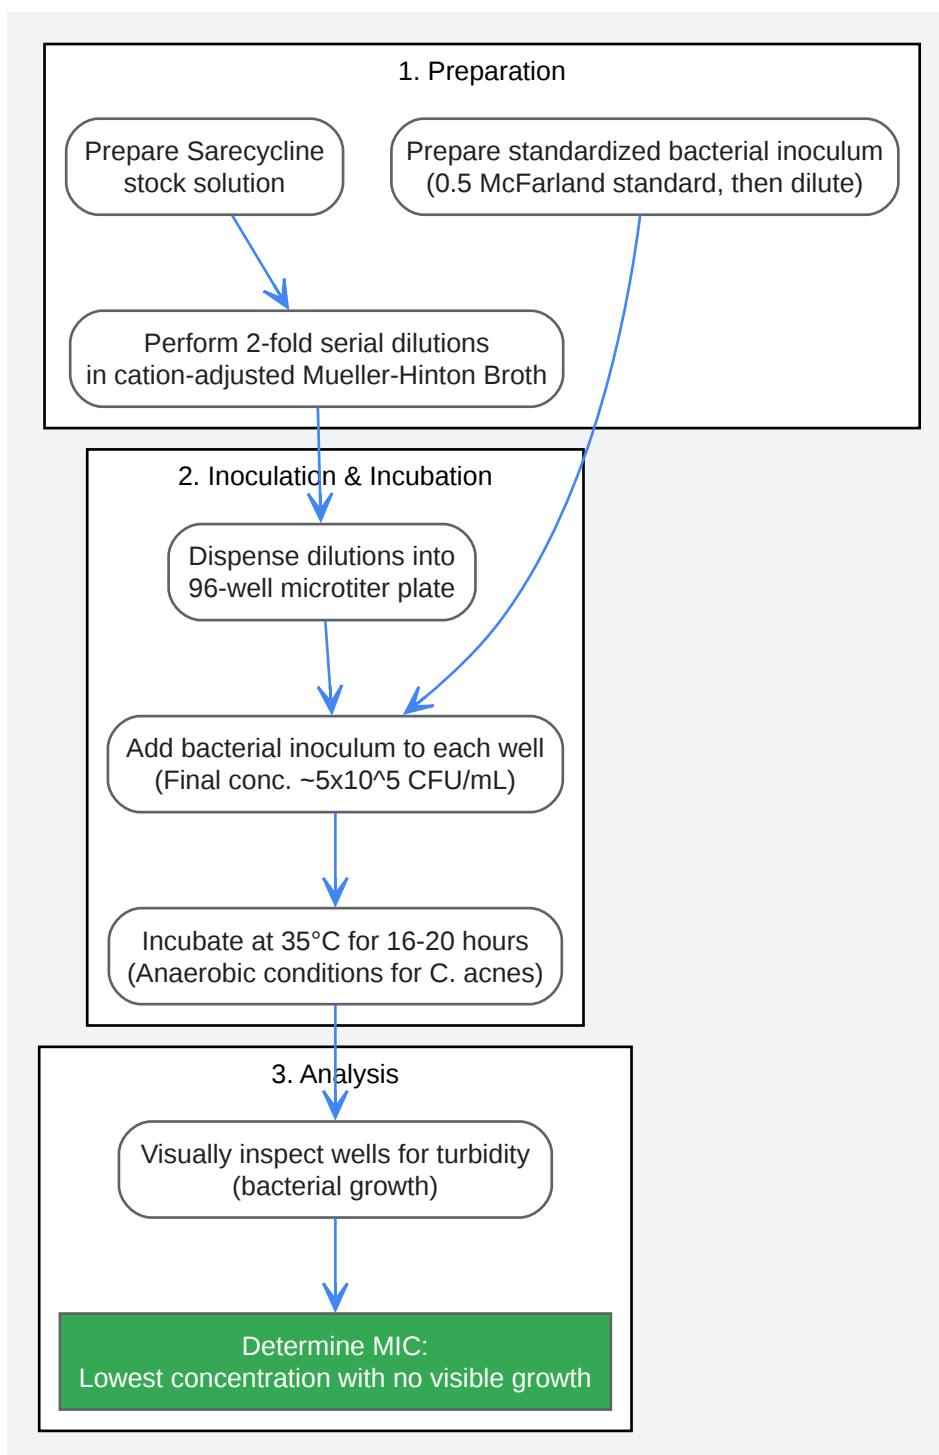 1. Preparation
Prepare Sarecycline
stock solution
Prepare standardized bacterial inoculum
(0.5 McFarland standard, then dilute)
Perform 2-fold serial dilutions
in cation-adjusted Mueller-Hinton Broth
2. Inoculation & Incubation
Dispense dilutions into
96-well microtiter plate
Add bacterial inoculum to each well
(Final conc. ~5x10^5 CFU/mL)
Incubate at 35°C for 16-20 hours
(Anaerobic conditions for C. acnes)
3. Analysis
Visually inspect wells for turbidity
(bacterial growth)
Determine MIC:
Lowest concentration with no visible growth